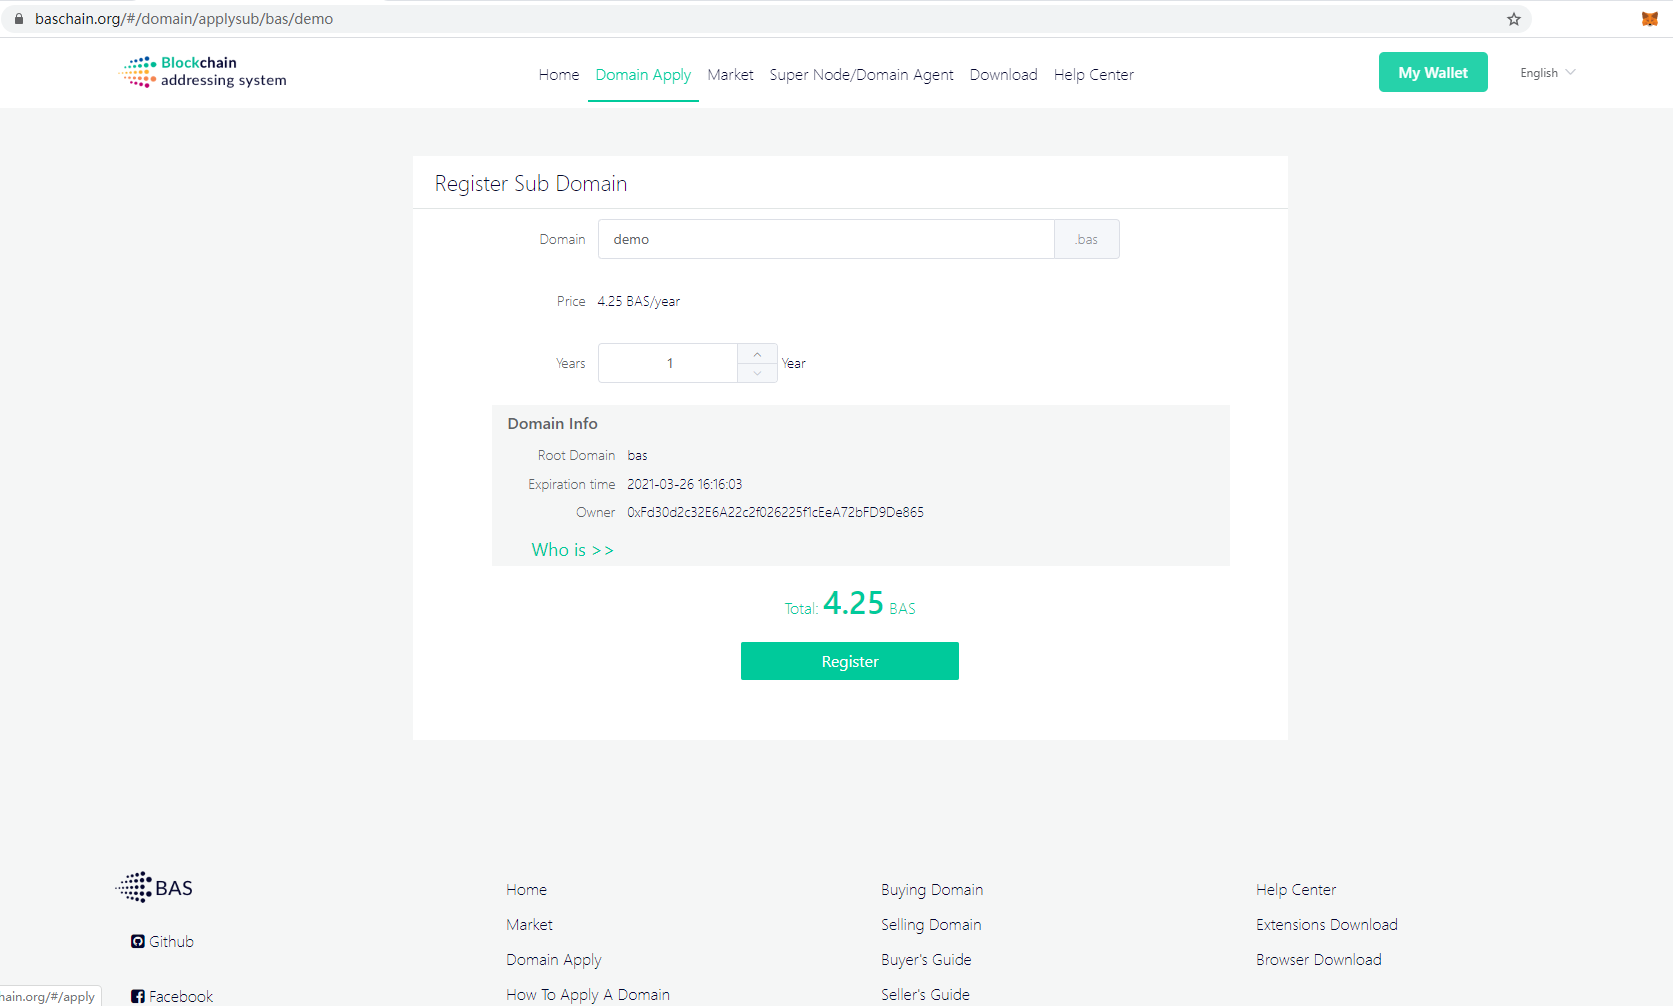 baschain.org/#/domain/applysub/bas/demo
Blockchain
addressing system
Home Domain Apply Market Super Node/Domain Agent Download Help Center
My Wallet
English
Register Sub Domain
Domain demo .bas
Price 4.25 BAS/year
Years 1 Year
Domain Info
Root Domain bas
Expiration time 2021-03-26 16:16:03
Owner 0xFd30d2c32E6A22c2f026225f1cEeA72bFD9De865
Who is >>
Total: 4.25 BAS
Register
BAS
Github
Facebook
Home
Market
Domain Apply
How To Apply A Domain
Buying Domain
Selling Domain
Buyer's Guide
Seller's Guide
Help Center
Extensions Download
Browser Download
hain.org/#/apply